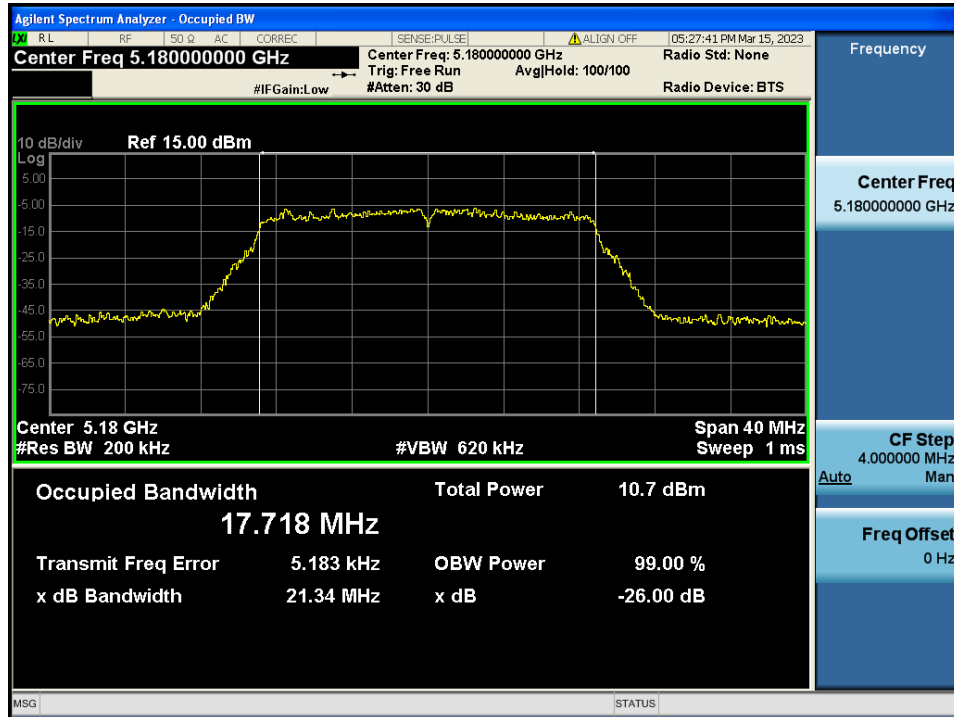 Agilent Spectrum Analyzer - Occupied BW
LXI RL RF 50 Ω AC CORREC SENSE:PULSE ALIGN OFF 05:27:41 PM Mar 15, 2023
Center Freq 5.180000000 GHz
Center Freq: 5.180000000 GHz Radio Std: None
Trig: Free Run Avg|Hold: 100/100
#IFGain:Low #Atten: 30 dB Radio Device: BTS
10 dB/div Ref 15.00 dBm
Log
5.00
-5.00
-15.0
-25.0
-35.0
-45.0
-55.0
-65.0
-75.0
Center 5.18 GHz Span 40 MHz
#Res BW 200 kHz #VBW 620 kHz Sweep 1 ms
Occupied Bandwidth Total Power 10.7 dBm
17.718 MHz
Transmit Freq Error 5.183 kHz OBW Power 99.00 %
x dB Bandwidth 21.34 MHz x dB -26.00 dB
MSG STATUS
Frequency
Center Freq
5.180000000 GHz
CF Step
4.000000 MHz
Auto Man
Freq Offset
0 Hz